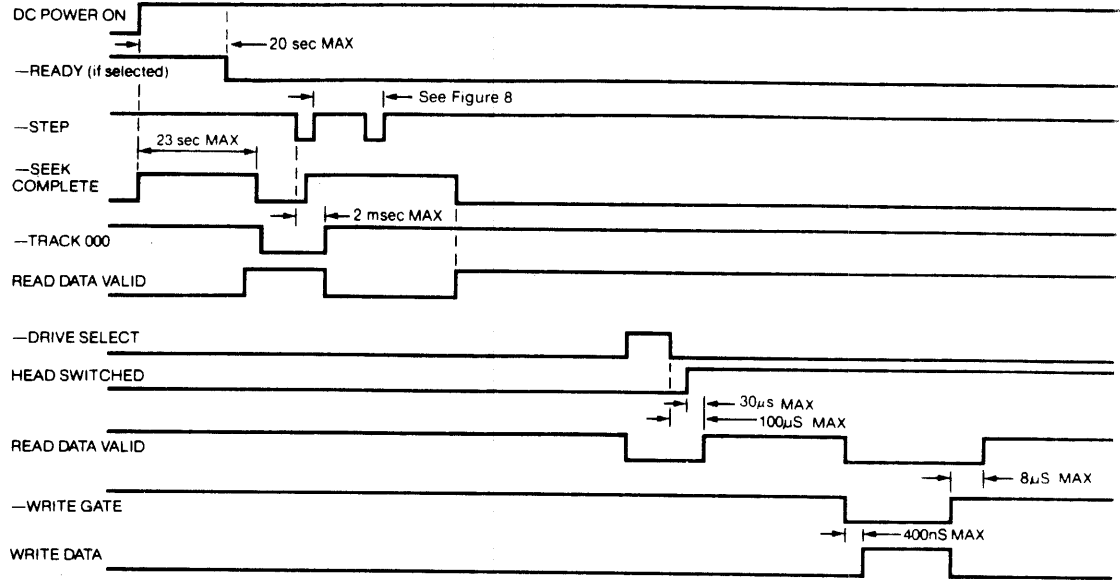 DC POWER ON
20 sec MAX
—READY (if selected)
See Figure 8
—STEP
23 sec MAX
—SEEK
COMPLETE
2 msec MAX
—TRACK 000
READ DATA VALID
—DRIVE SELECT
HEAD SWITCHED
30µs MAX
100µS MAX
READ DATA VALID
8µS MAX
—WRITE GATE
400nS MAX
WRITE DATA